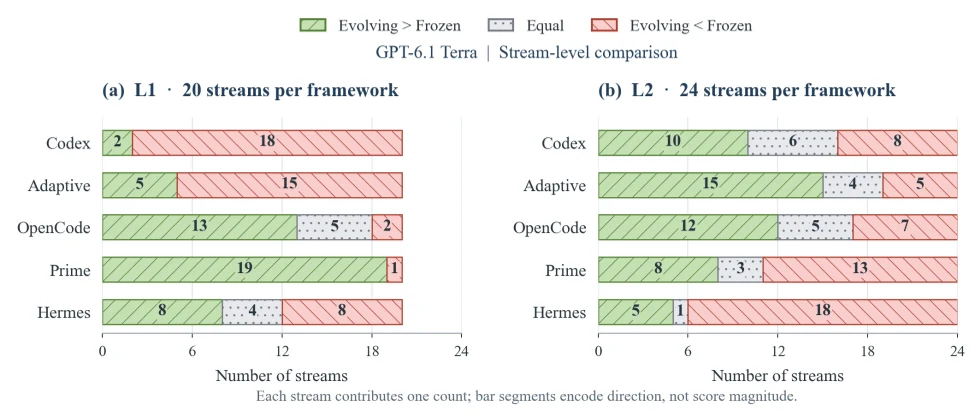 Evolving > Frozen Equal Evolving < Frozen
GPT-6.1 Terra | Stream-level comparison
(a) L1 · 20 streams per framework
Codex 2 18
Adaptive 5 15
OpenCode 13 5 2
Prime 19 1
Hermes 8 4 8
0 6 12 18 24
Number of streams
(b) L2 · 24 streams per framework
Codex 10 6 8
Adaptive 15 4 5
OpenCode 12 5 7
Prime 8 3 13
Hermes 5 1 18
0 6 12 18 24
Number of streams
Each stream contributes one count; bar segments encode direction, not score magnitude.